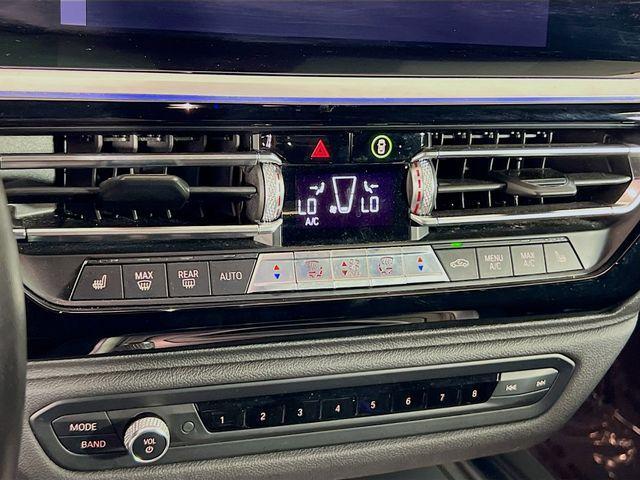 LO LO
A/C
MAX REAR AUTO MENU A/C MAX A/C
1 2 3 4 5 6 7 8
MODE
BAND
VOL